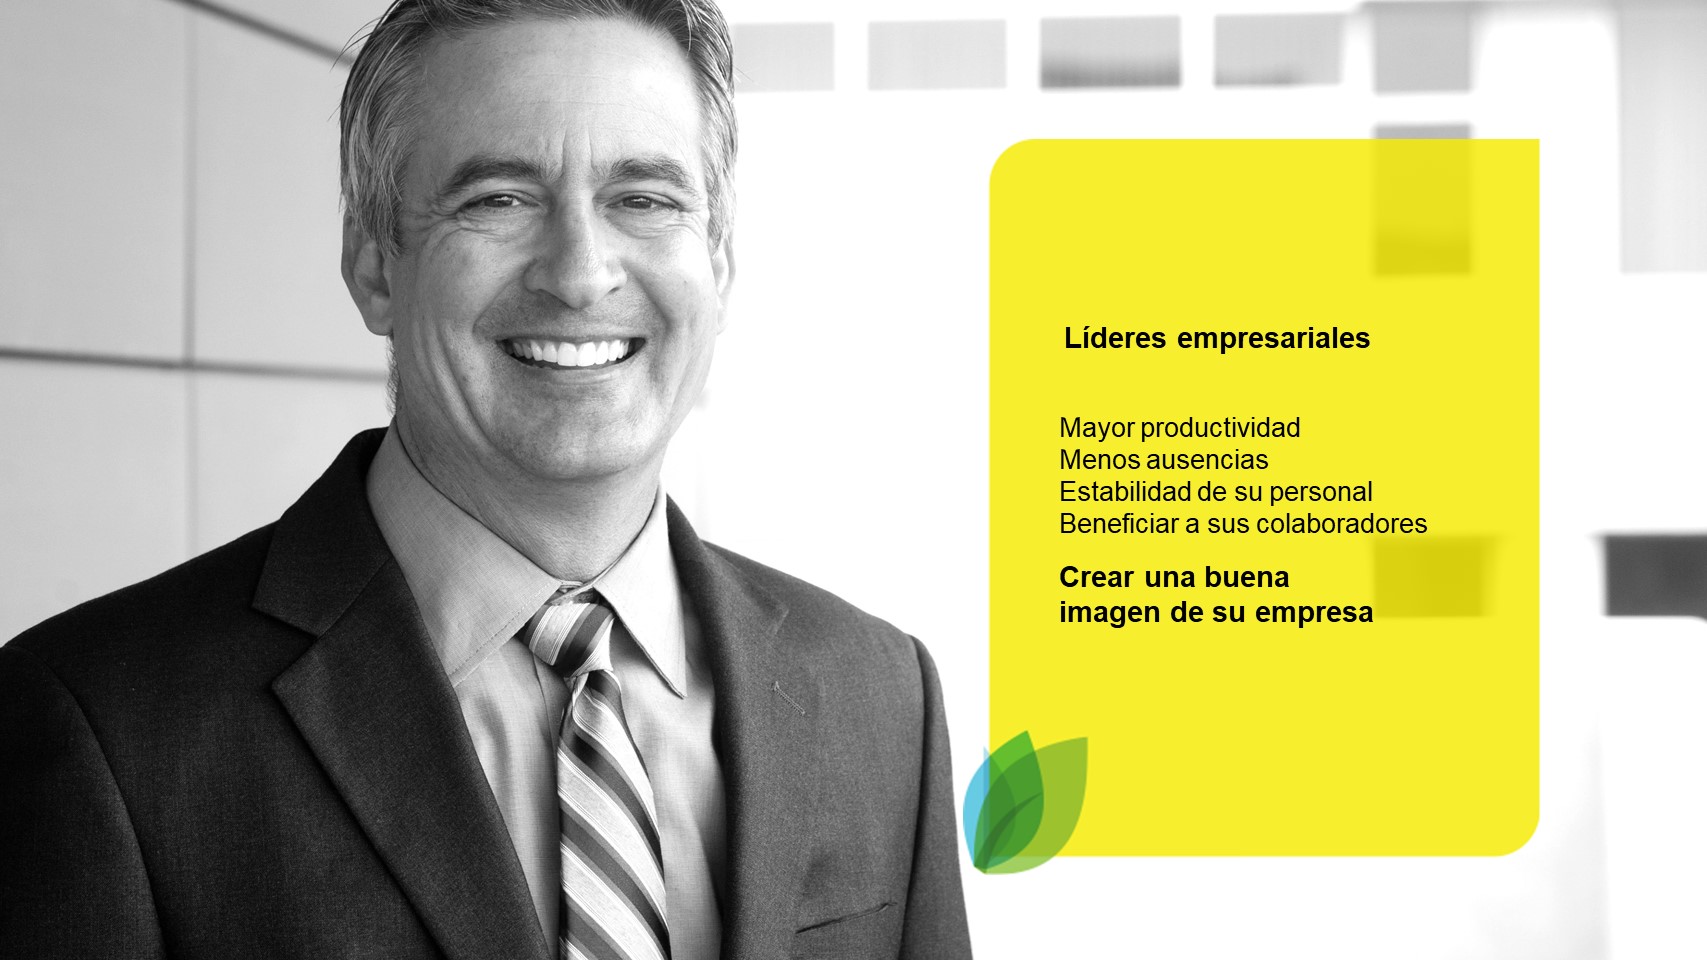 Líderes empresariales
Mayor productividad
Menos ausencias
Estabilidad de su personal
Beneficiar a sus colaboradores
Crear una buena
imagen de su empresa